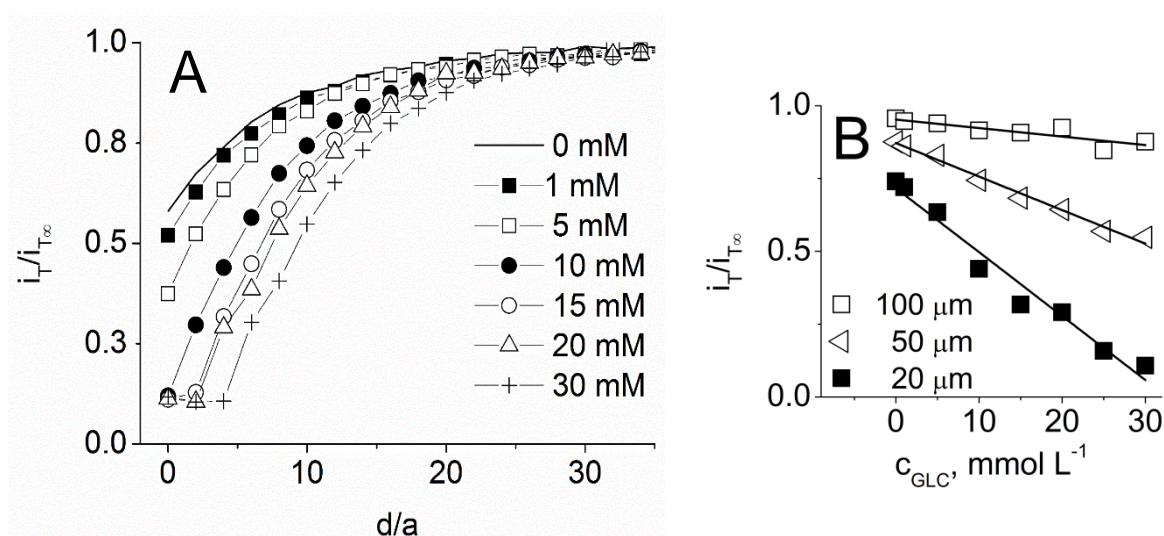 A
1.0
0.8
0.5
0.3
0.0
i_T/i_T∞
0 mM
1 mM
5 mM
10 mM
15 mM
20 mM
30 mM
0 10 20 30
d/a
B
1.0
0.5
0.0
i_T/i_T∞
100 μm
50 μm
20 μm
0 10 20 30
c_GLC, mmol L⁻¹